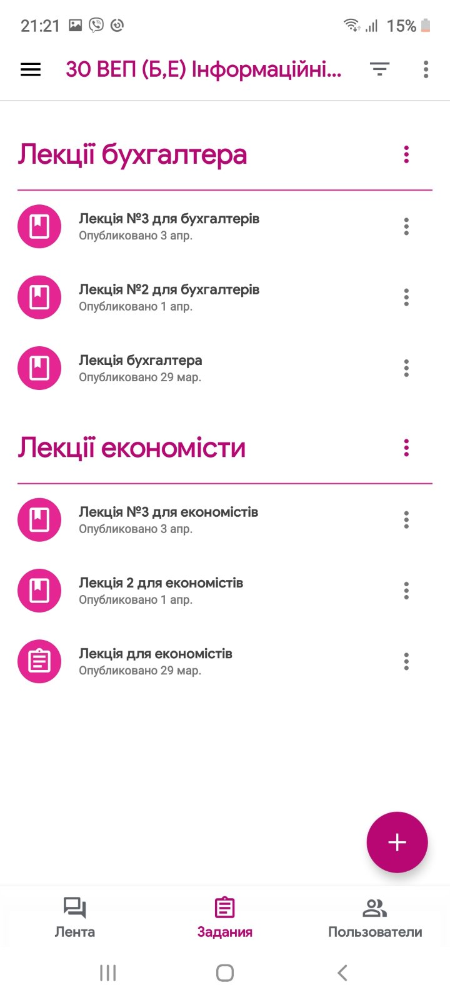 21:21
15%
ЗО ВЕП (Б,Е) Інформаційні...
Лекції бухгалтера
Лекція №3 для бухгалтерів
Опубликовано 3 апр.
Лекція №2 для бухгалтерів
Опубликовано 1 апр.
Лекція бухгалтера
Опубликовано 29 мар.
Лекції економісти
Лекція №3 для економістів
Опубликовано 3 апр.
Лекція 2 для економістів
Опубликовано 1 апр.
Лекція для економістів
Опубликовано 29 мар.
Лента
Задания
Пользователи